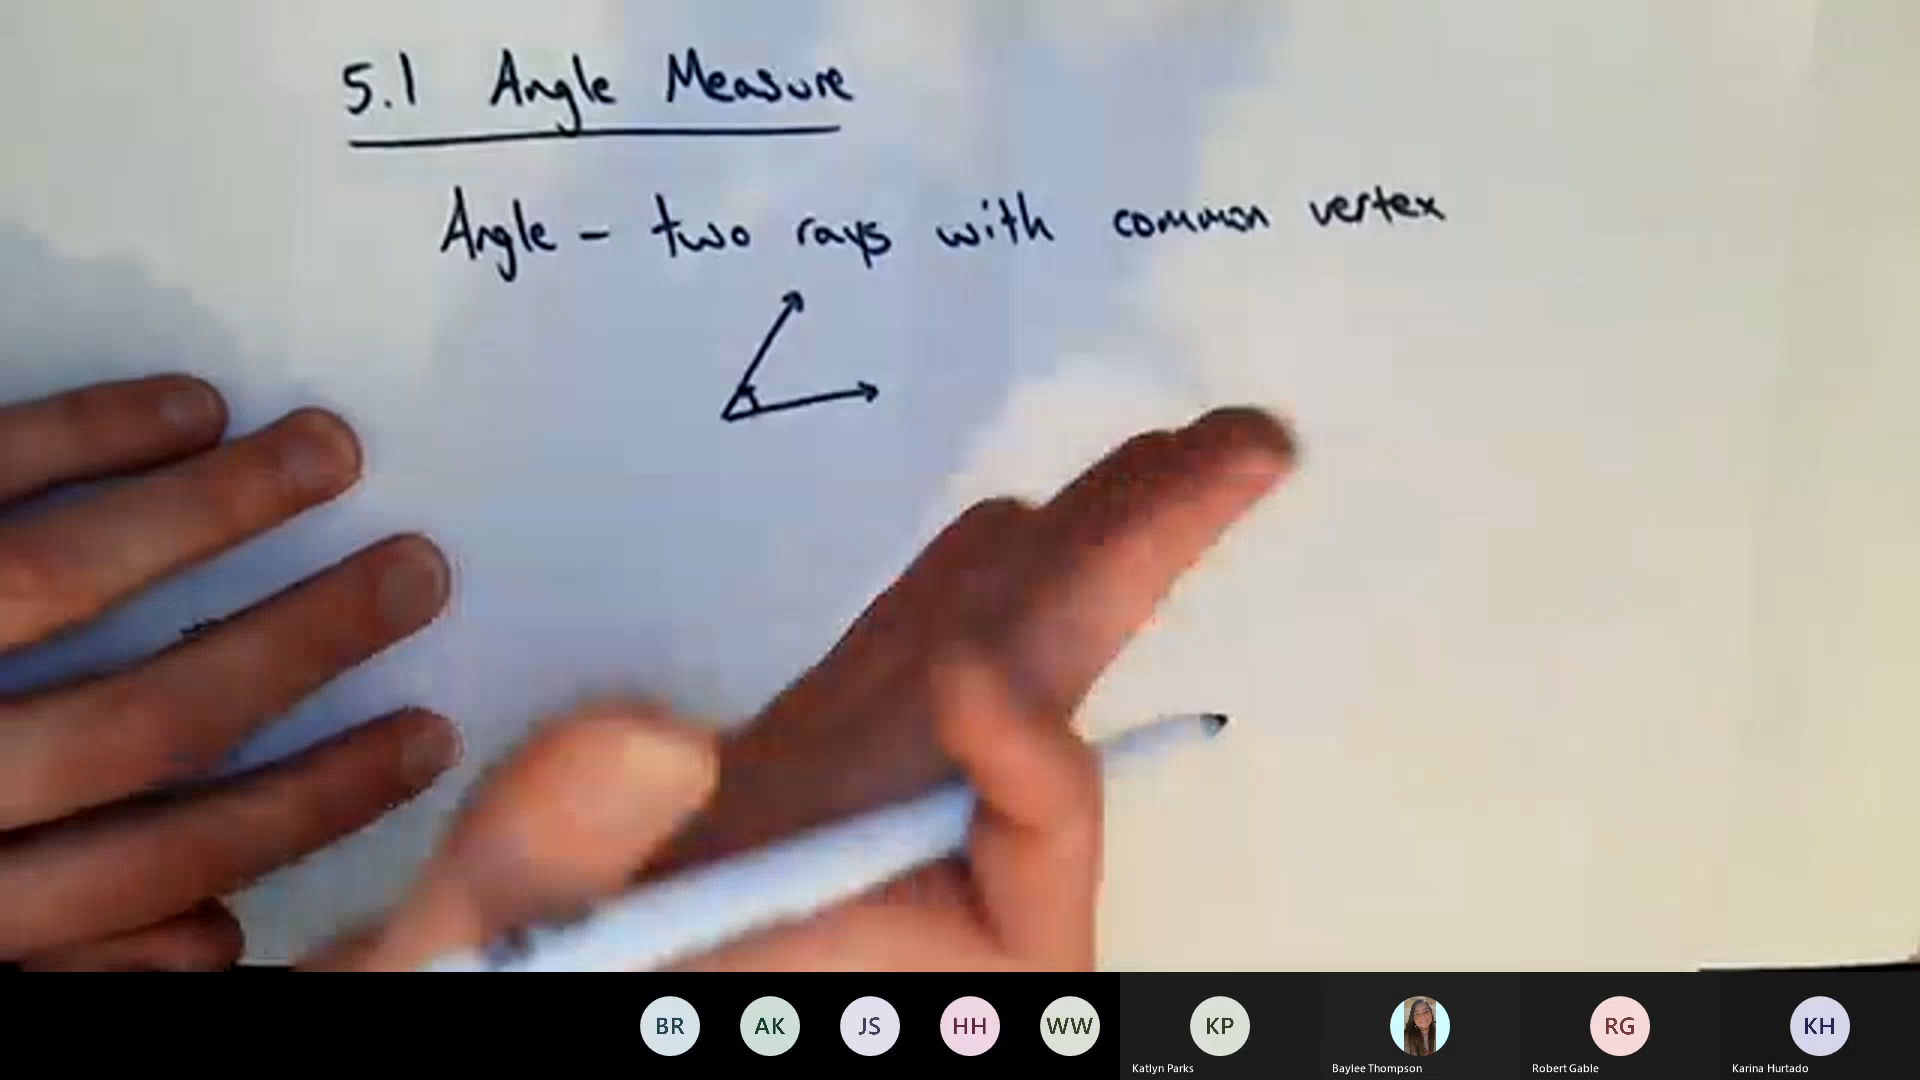 5.1 Angle Measure
Angle - two rays with common vertex
BR AK JS HH WW KP RG KH
Katlyn Parks Baylee Thompson Robert Gable Karina Hurtado